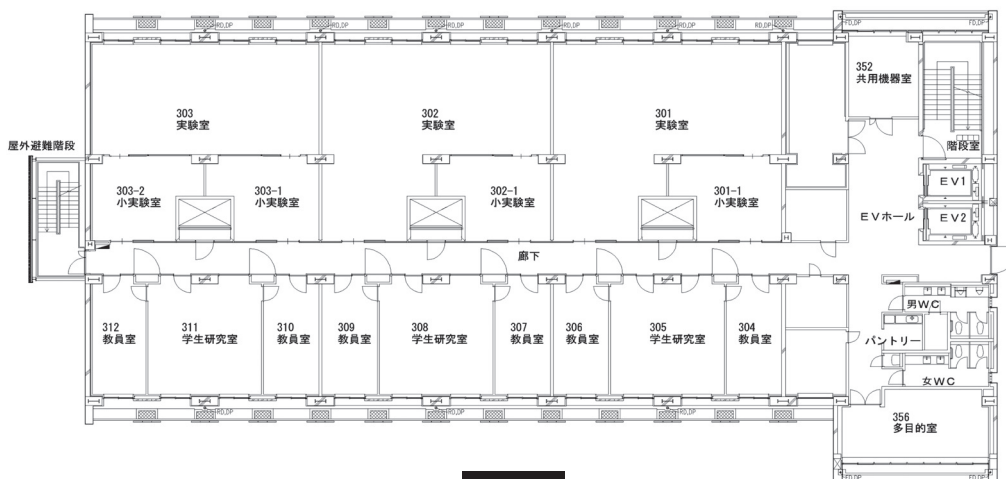 RD,DP
RD,DP
RD,DP
RD,DP
FD,DP
FD,DP
352
共用機器室
303
実験室
302
実験室
301
実験室
屋外避難階段
階段室
303-2
小実験室
303-1
小実験室
302-1
小実験室
301-1
小実験室
EV1
EV2
EVホール
廊下
男WC
312
教員室
311
学生研究室
310
教員室
309
教員室
308
学生研究室
307
教員室
306
教員室
305
学生研究室
304
教員室
パントリー
女WC
RD,DP
RD,DP
RD,DP
356
多目的室
FD,DP
FD,DP